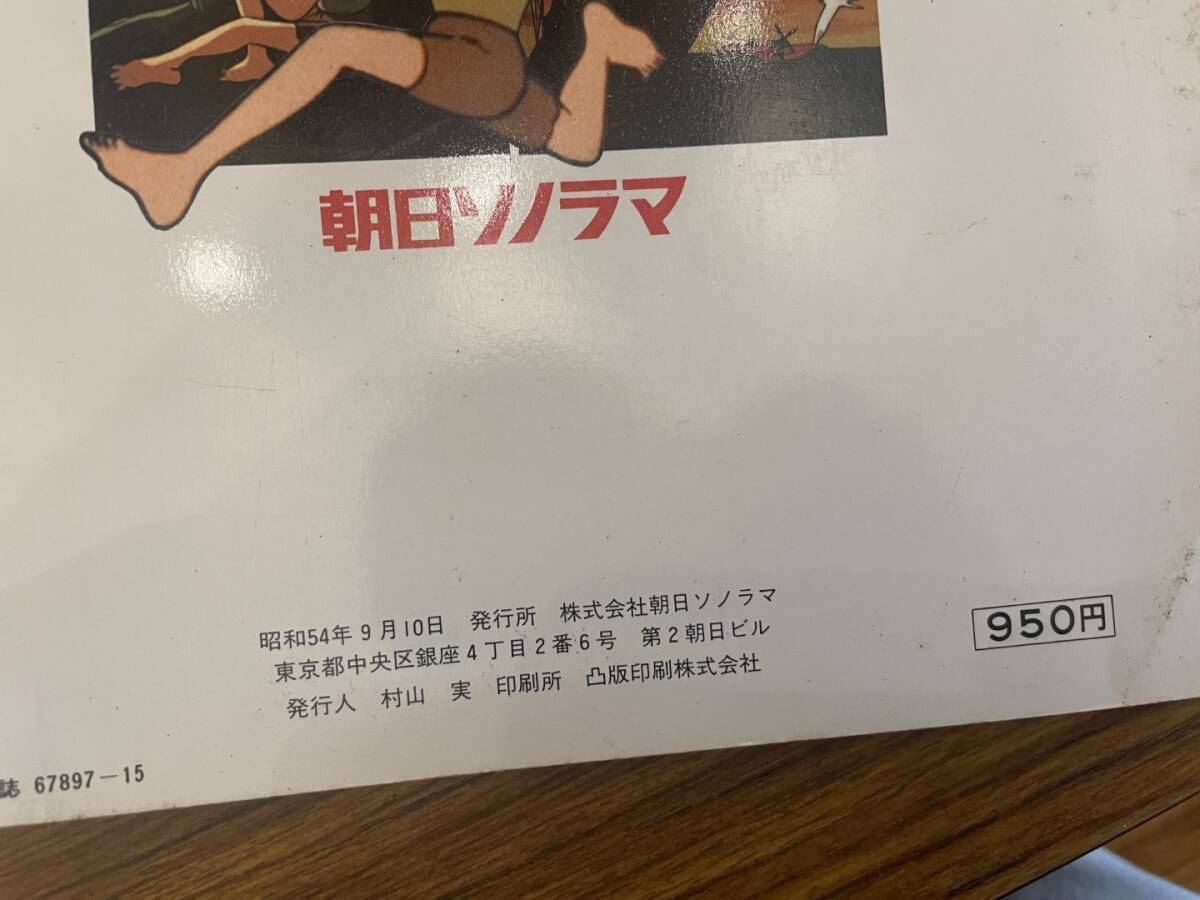 朝日ソノラマ
昭和54年9月10日 発行所 株式会社朝日ソノラマ
東京都中央区銀座4丁目2番6号 第2朝日ビル
発行人 村山 実 印刷所 凸版印刷株式会社
950円
誌 67897-15